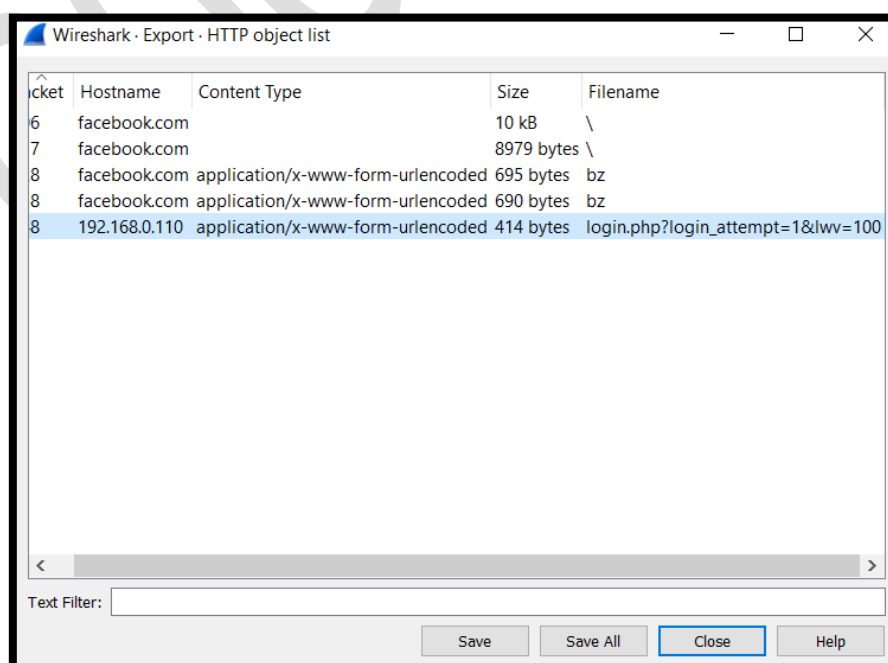 Wireshark · Export · HTTP object list
acket Hostname Content Type Size Filename
6 facebook.com 10 kB \
7 facebook.com 8979 bytes \
8 facebook.com application/x-www-form-urlencoded 695 bytes bz
8 facebook.com application/x-www-form-urlencoded 690 bytes bz
8 192.168.0.110 application/x-www-form-urlencoded 414 bytes login.php?login_attempt=1&lwv=100
Text Filter:
Save Save All Close Help